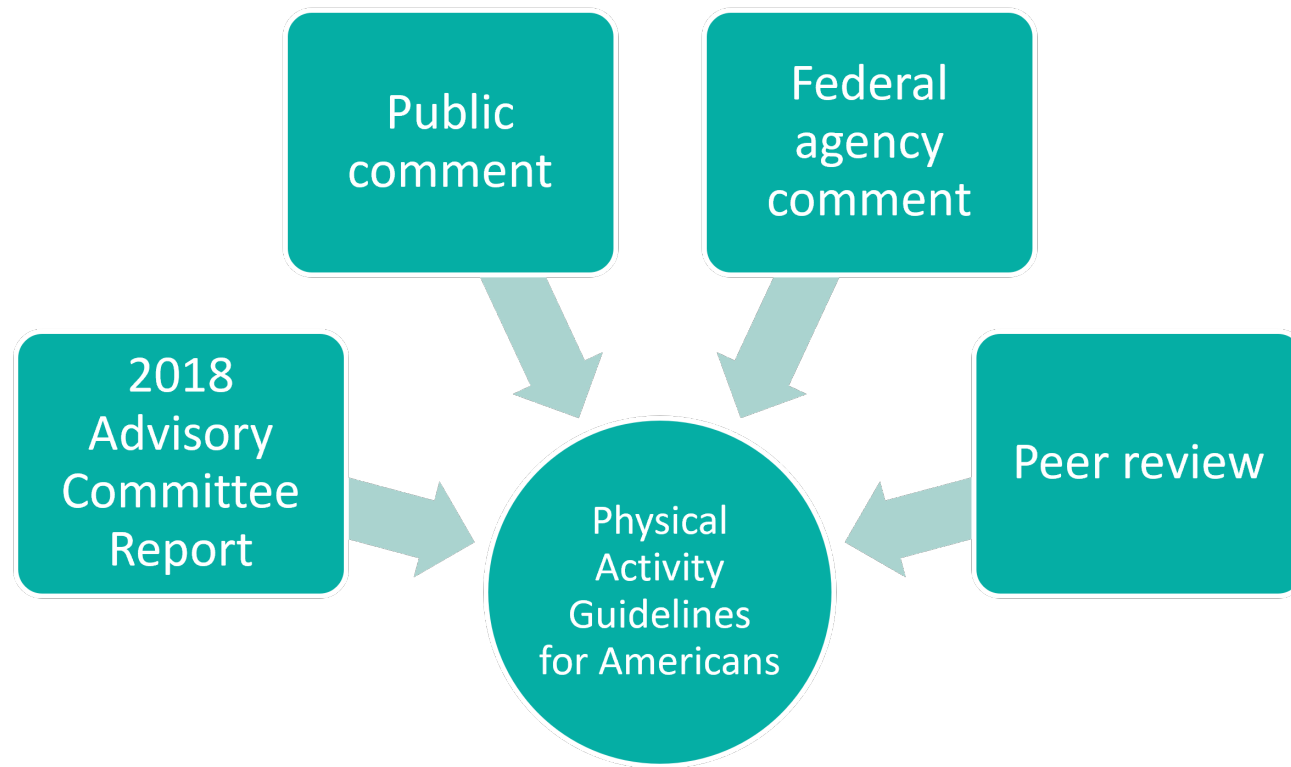 Public
comment
Federal
agency
comment
2018
Advisory
Committee
Report
Peer review
Physical
Activity
Guidelines
for Americans